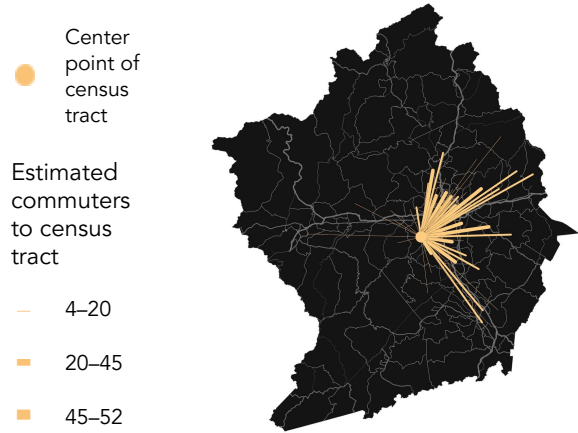 Center
point of
census
tract
Estimated
commuters
to census
tract
4–20
20–45
45–52